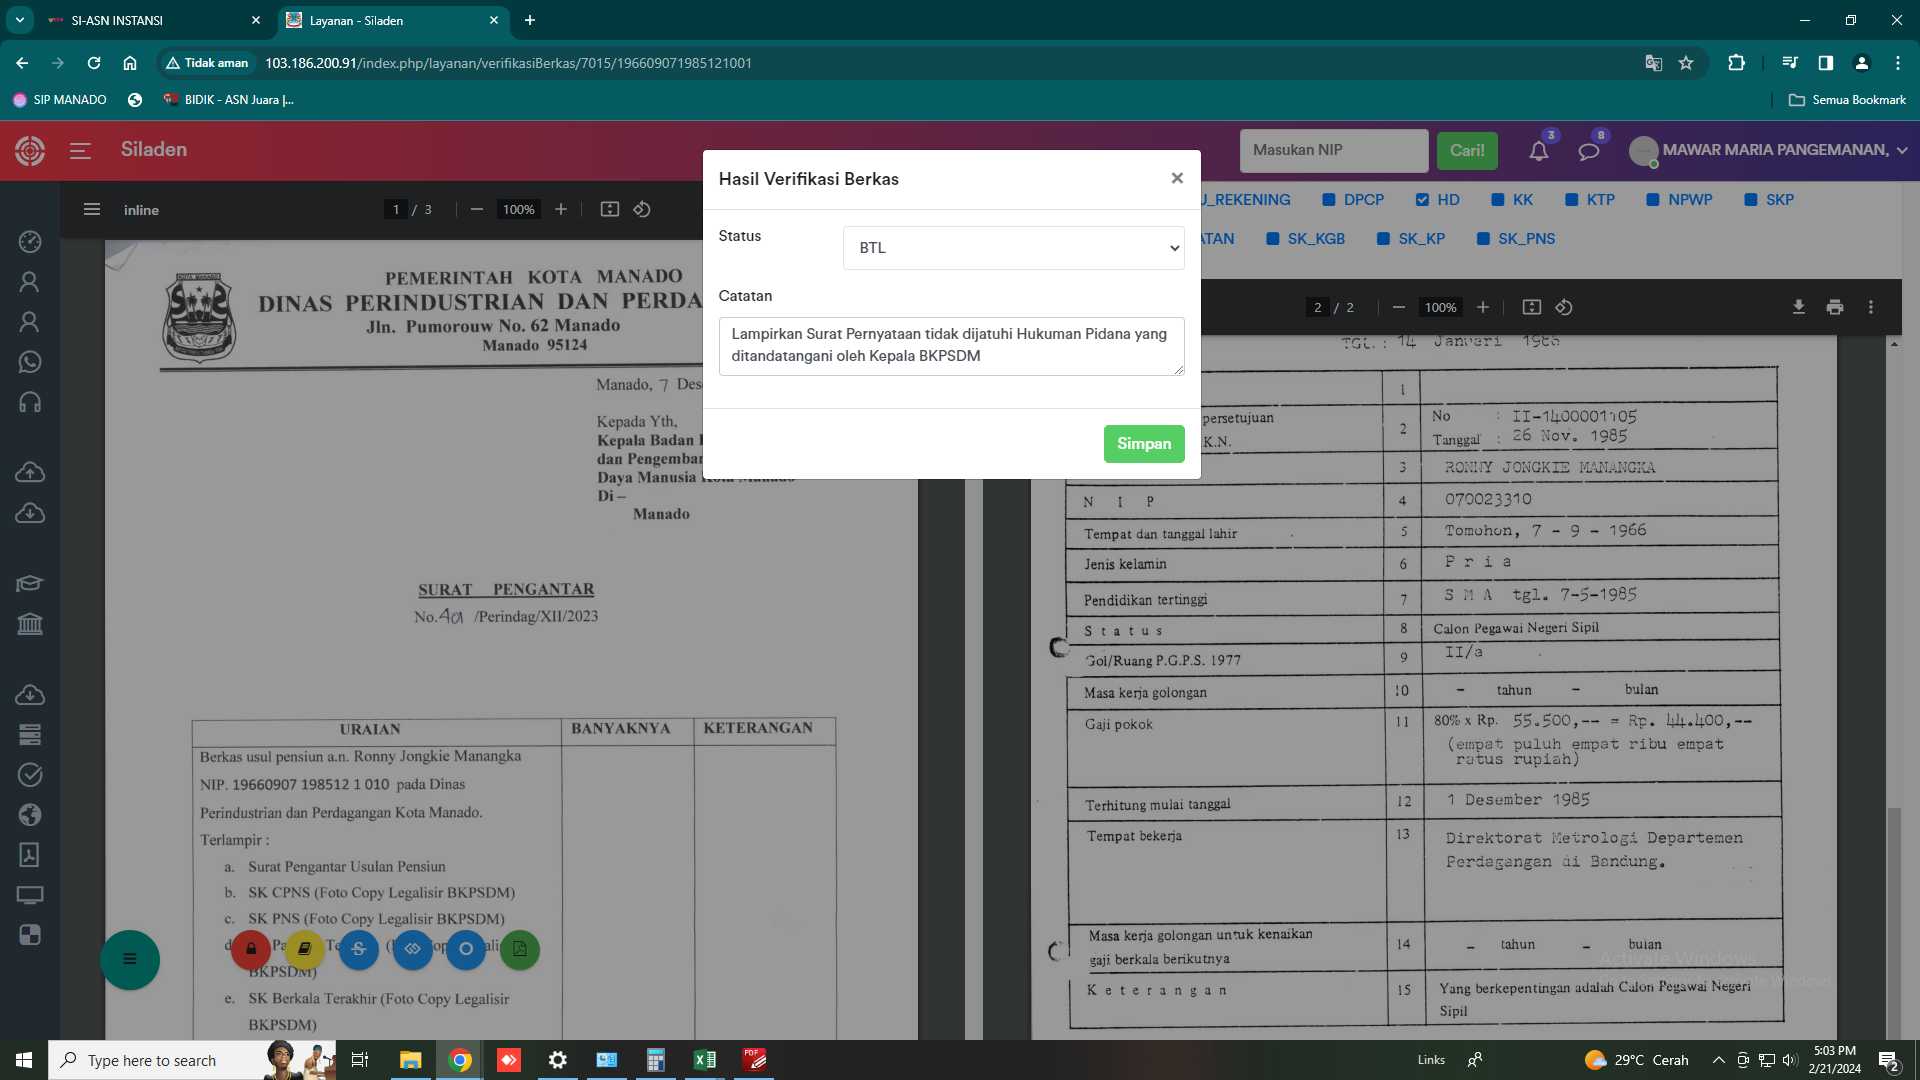 SI-ASN INSTANSI
Layanan - Siladen
Tidak aman
103.186.200.91/index.php/layanan/verifikasiBerkas/7015/196609071985121001
SIP MANADO
BIDIK - ASN Juara |...
Semua Bookmark
Siladen
Masukan NIP
Cari!
3
8
MAWAR MARIA PANGEMANAN,
inline
1 / 3
100%
U_REKENING
DPCP
HD
KK
KTP
NPWP
SKP
ATAN
SK_KGB
SK_KP
SK_PNS
2 / 2
100%
Hasil Verifikasi Berkas
Status
BTL
Catatan
Lampirkan Surat Pernyataan tidak dijatuhi Hukuman Pidana yang
ditandatangani oleh Kepala BKPSDM
Simpan
PEMERINTAH KOTA MANADO
DINAS PERINDUSTRIAN DAN PERDA
Jln. Pumorouw No. 62 Manado
Manado 95124
Manado, 7 Des
Kepada Yth,
Kepala Badan
dan Pengemban
Daya Manusia Kota Manado
Di –
Manado
SURAT PENGANTAR
No. /Perindag/XII/2023
URAIAN BANYAKNYA KETERANGAN
Berkas usul pensiun a.n. Ronny Jongkie Manangka
NIP. 19660907 198512 1 010 pada Dinas
Perindustrian dan Perdagangan Kota Manado.
Terlampir :
a. Surat Pengantar Usulan Pensiun
b. SK CPNS (Foto Copy Legalisir BKPSDM)
c. SK PNS (Foto Copy Legalisir BKPSDM)
d
BKPSDM)
e. SK Berkala Terakhir (Foto Copy Legalisir
BKPSDM)
TGL.: 14 Januari 1986
1
persetujuan
K.N.
2 No : II-1400001105
Tanggal : 26 Nov. 1985
3 RONNY JONGKIE MANANGKA
N I P 4 070023310
Tempat dan tanggal lahir 5 Tomohon, 7 - 9 - 1966
Jenis kelamin 6 P r i a
Pendidikan tertinggi 7 S M A tgl. 7-5-1985
S t a t u s 8 Calon Pegawai Negeri Sipil
Gol/Ruang P.G.P.S. 1977 9 II/a
Masa kerja golongan 10 - tahun - bulan
Gaji pokok 11 80% x Rp. 55.500,-- = Rp. 44.400,--
(empat puluh empat ribu empat
ratus rupiah)
Terhitung mulai tanggal 12 1 Desember 1985
Tempat bekerja 13 Direktorat Metrologi Departemen
Perdagangan di Bandung.
Masa kerja golongan untuk kenaikan
gaji berkala berikutnya 14 - tahun - bulan
K e t e r a n g a n 15 Yang berkepentingan adalah Calon Pegawai Negeri
Sipil
Activate Windows
Type here to search
Links
29°C Cerah
5:03 PM
2/21/2024
2